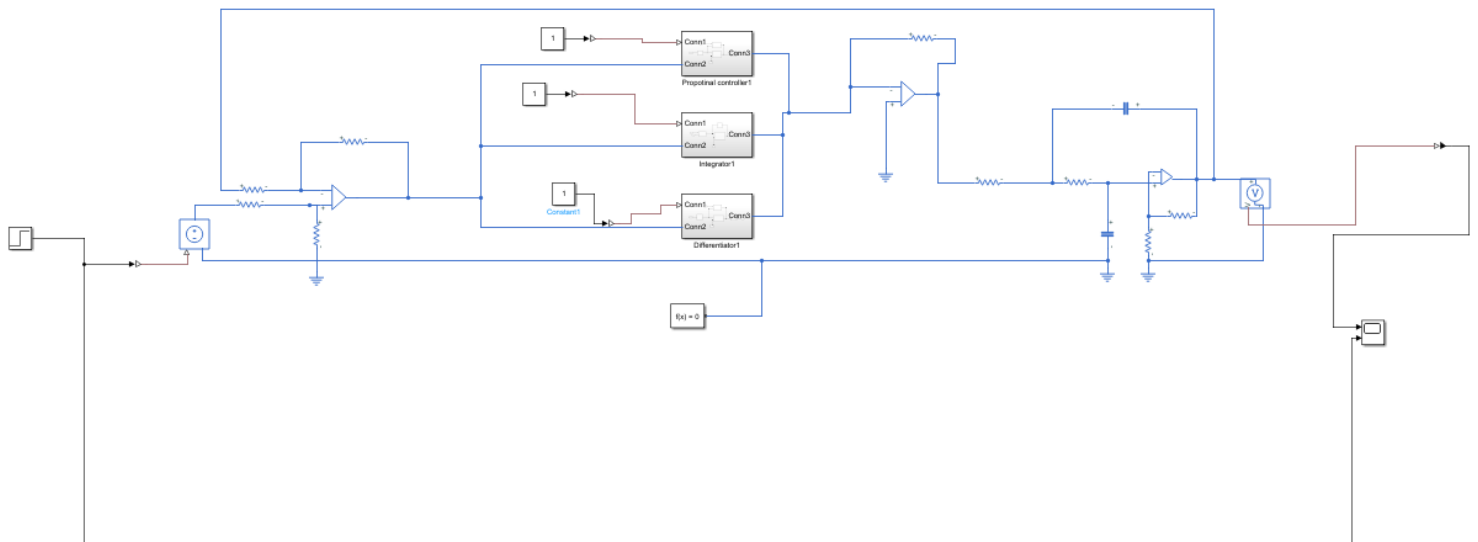 1
Conn1
Conn2
Conn3
Propotinal controller1
1
Conn1
Conn2
Conn3
Integrator1
1
Constant1
Conn1
Conn2
Conn3
Differentiator1
V
f(x) = 0